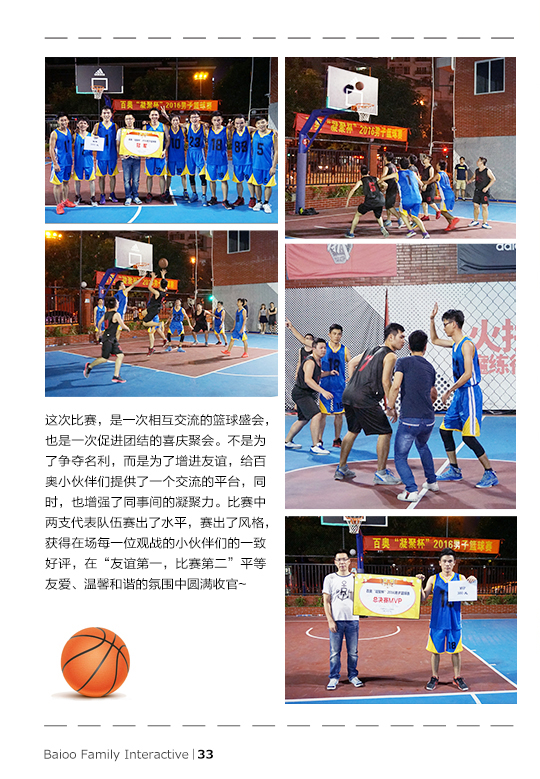 百奥“凝聚杯”2016男子篮球赛
冠军
10
23
18
88
5
“凝聚杯”2016男子篮球赛
adidas
这次比赛，是一次相互交流的篮球盛会，
也是一次促进团结的喜庆聚会。不是为
了争夺名利，而是为了增进友谊，给百
奥小伙伴们提供了一个交流的平台，同
时，也增强了同事间的凝聚力。比赛中
两支代表队伍赛出了水平，赛出了风格，
获得在场每一位观战的小伙伴们的一致
好评，在“友谊第一，比赛第二”平等
友爱、温馨和谐的氛围中圆满收官~
百奥“凝聚杯”2016男子篮球赛
总决赛MVP
18
Baioo Family Interactive | 33